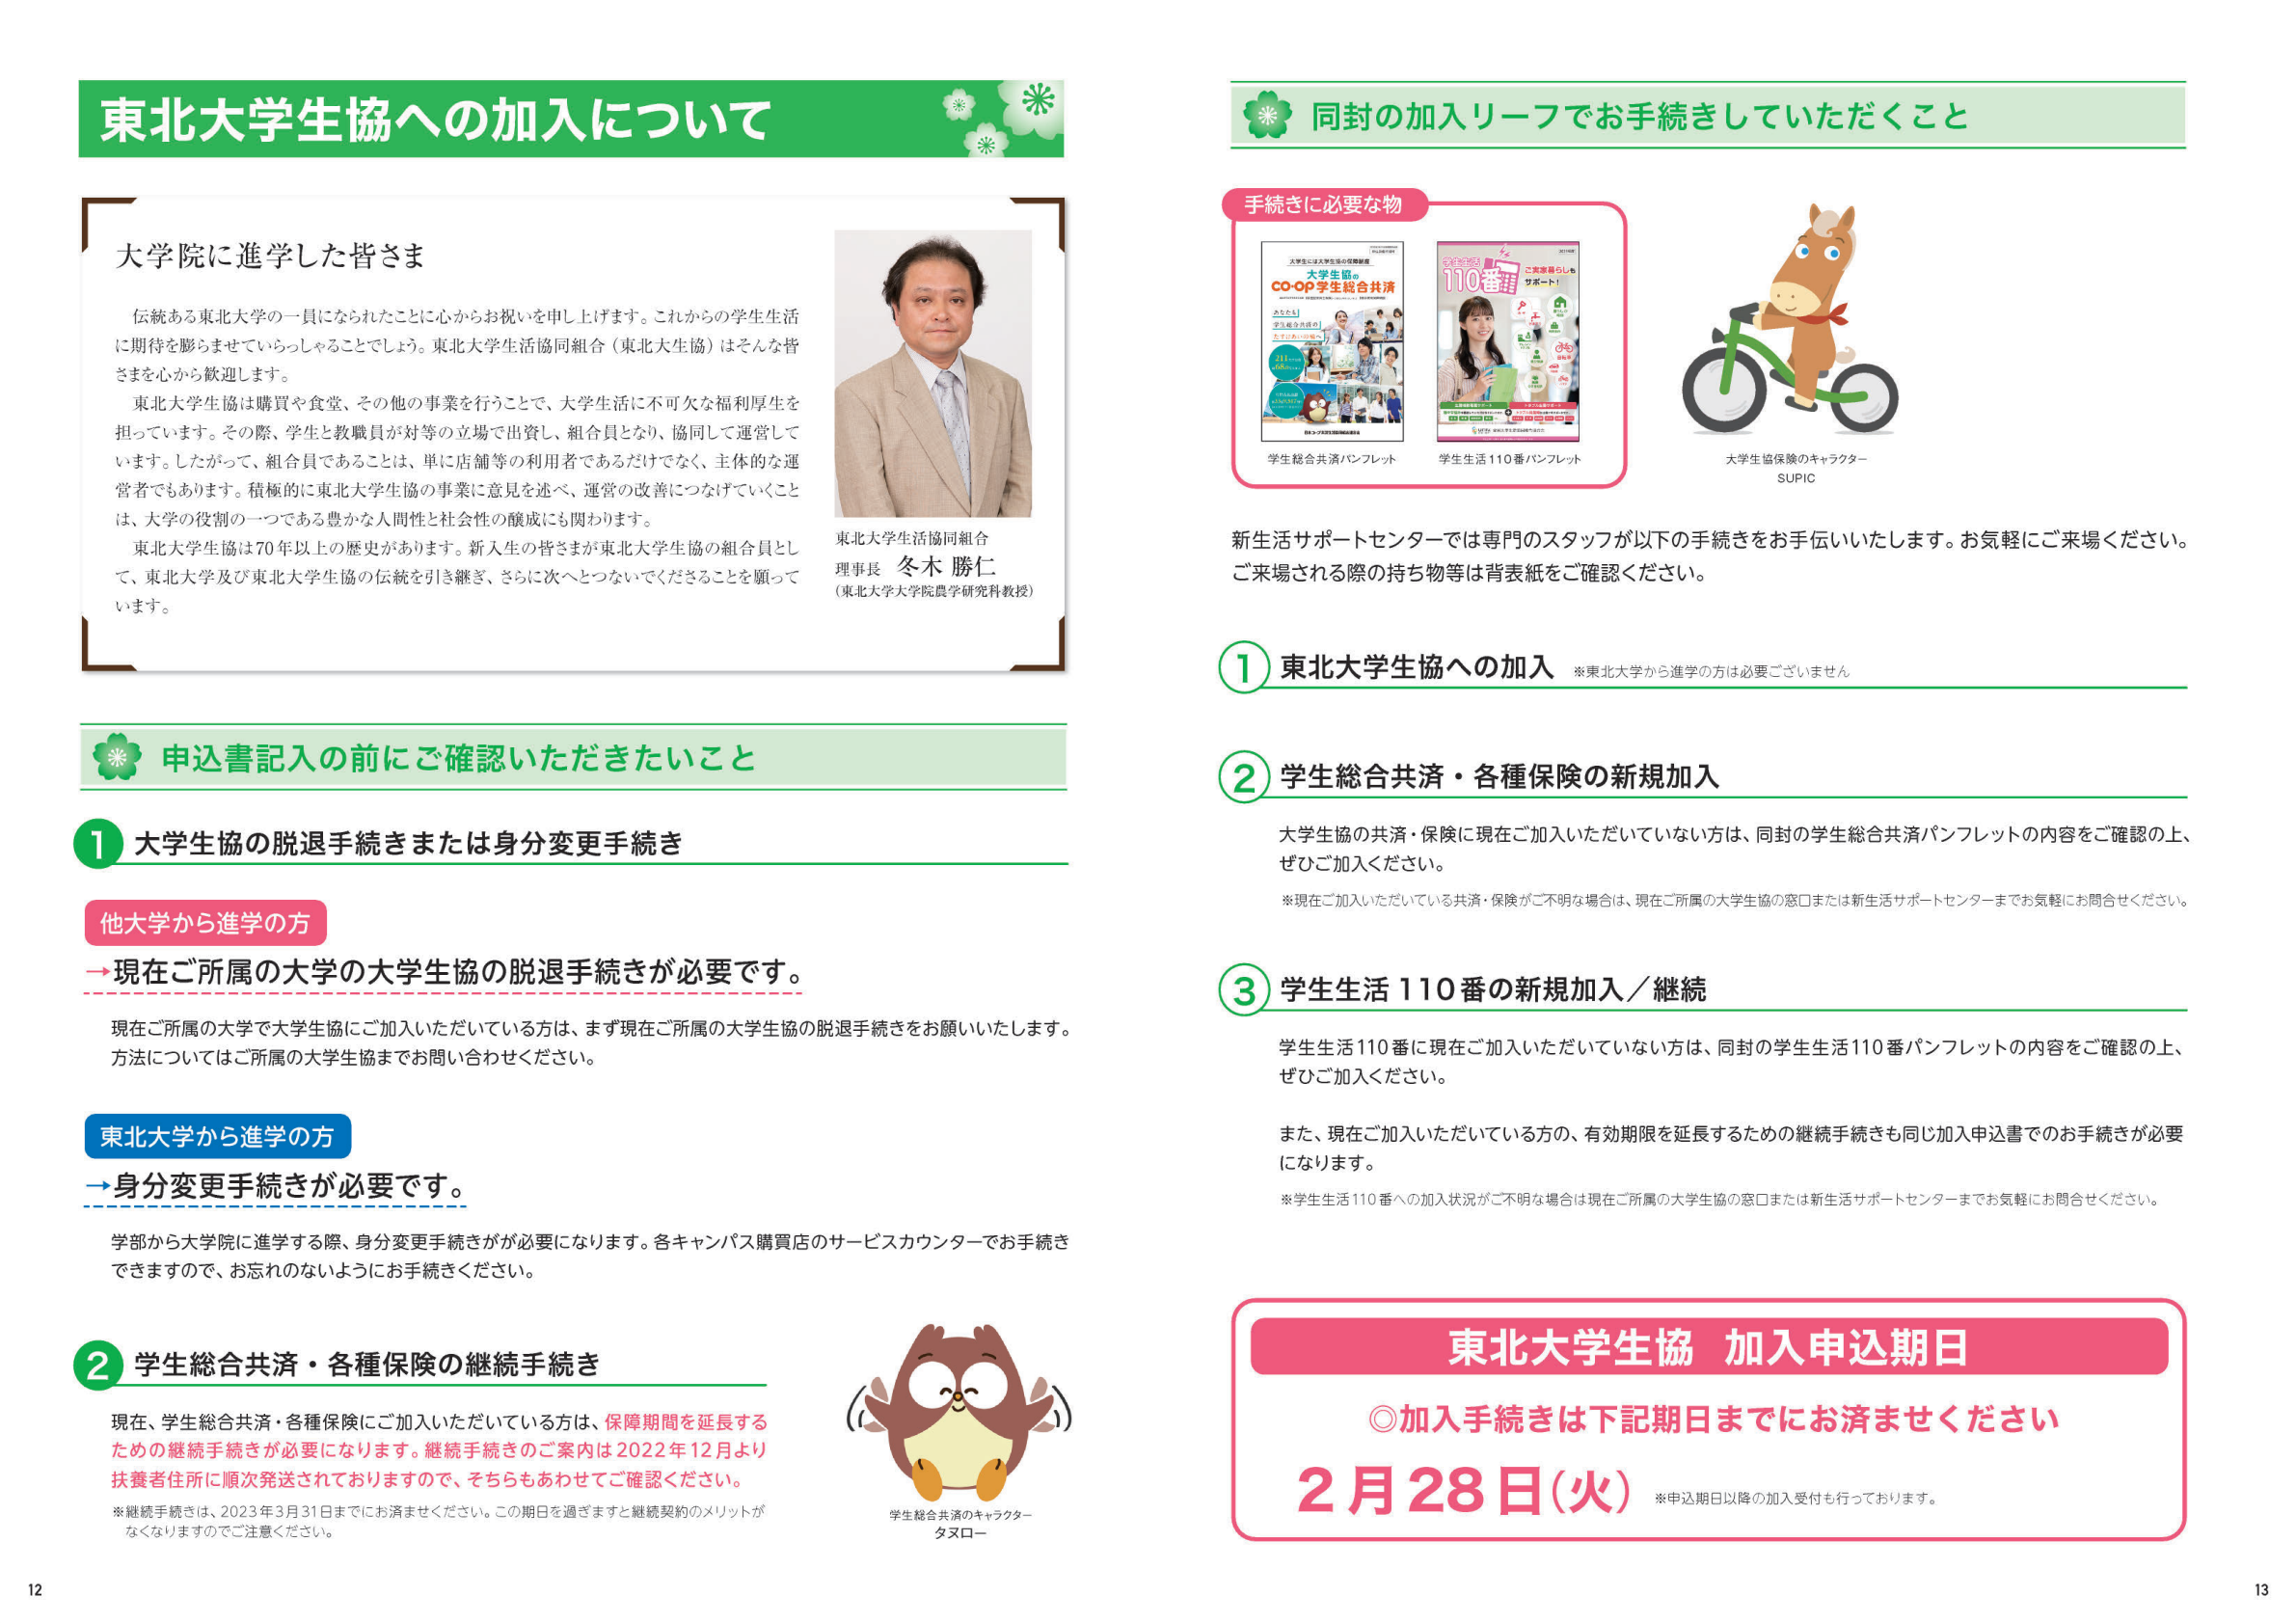 東北大学生協への加入について
大学院に進学した皆さま
伝統ある東北大学の一員になられたことに心からお祝いを申し上げます。これからの学生生活
に期待を膨らませていらっしゃることでしょう。東北大学生活協同組合（東北大生協）はそんな皆
さまを心から歓迎します。
東北大学生協は購買や食堂、その他の事業を行うことで、大学生活に不可欠な福利厚生を
担っています。その際、学生と教職員が対等の立場で出資し、組合員となり、協同して運営して
います。したがって、組合員であることは、単に店舗等の利用者であるだけでなく、主体的な運
営者でもあります。積極的に東北大学生協の事業に意見を述べ、運営の改善につなげていくこと
は、大学の役割の一つである豊かな人間性と社会性の醸成にも関わります。
東北大学生協は70年以上の歴史があります。新入生の皆さまが東北大学生協の組合員とし
て、東北大学及び東北大学生協の伝統を引き継ぎ、さらに次へとつないでくださることを願って
います。
東北大学生活協同組合
理事長 冬木 勝仁
（東北大学大学院農学研究科教授）
申込書記入の前にご確認いただきたいこと
1 大学生協の脱退手続きまたは身分変更手続き
他大学から進学の方
→現在ご所属の大学の大学生協の脱退手続きが必要です。
現在ご所属の大学で大学生協にご加入いただいている方は、まず現在ご所属の大学生協の脱退手続きをお願いいたします。
方法についてはご所属の大学生協までお問い合わせください。
東北大学から進学の方
→身分変更手続きが必要です。
学部から大学院に進学する際、身分変更手続きがが必要になります。各キャンパス購買店のサービスカウンターでお手続き
できますので、お忘れのないようにお手続きください。
2 学生総合共済・各種保険の継続手続き
現在、学生総合共済・各種保険にご加入いただいている方は、保障期間を延長する
ための継続手続きが必要になります。継続手続きのご案内は2022年12月より
扶養者住所に順次発送されておりますので、そちらもあわせてご確認ください。
※継続手続きは、2023年3月31日までにお済ませください。この期日を過ぎますと継続契約のメリットが
なくなりますのでご注意ください。
学生総合共済のキャラクター
タヌロー
12
同封の加入リーフでお手続きしていただくこと
手続きに必要な物
大学生には大学生協の保障制度
大学生協の
CO・OP学生総合共済
学生生活
110番
ご実家暮らしも
サポート！
学生総合共済パンフレット
学生生活110番パンフレット
大学生協保険のキャラクター
SUPIC
新生活サポートセンターでは専門のスタッフが以下の手続きをお手伝いいたします。お気軽にご来場ください。
ご来場される際の持ち物等は背表紙をご確認ください。
1 東北大学生協への加入 ※東北大学から進学の方は必要ございません
2 学生総合共済・各種保険の新規加入
大学生協の共済・保険に現在ご加入いただいていない方は、同封の学生総合共済パンフレットの内容をご確認の上、
ぜひご加入ください。
※現在ご加入いただいている共済・保険がご不明な場合は、現在ご所属の大学生協の窓口または新生活サポートセンターまでお気軽にお問合せください。
3 学生生活110番の新規加入／継続
学生生活110番に現在ご加入いただいていない方は、同封の学生生活110番パンフレットの内容をご確認の上、
ぜひご加入ください。
また、現在ご加入いただいている方の、有効期限を延長するための継続手続きも同じ加入申込書でのお手続きが必要
になります。
※学生生活110番への加入状況がご不明な場合は現在ご所属の大学生協の窓口または新生活サポートセンターまでお気軽にお問合せください。
東北大学生協 加入申込期日
◎加入手続きは下記期日までにお済ませください
2月28日（火） ※申込期日以降の加入受付も行っております。
13